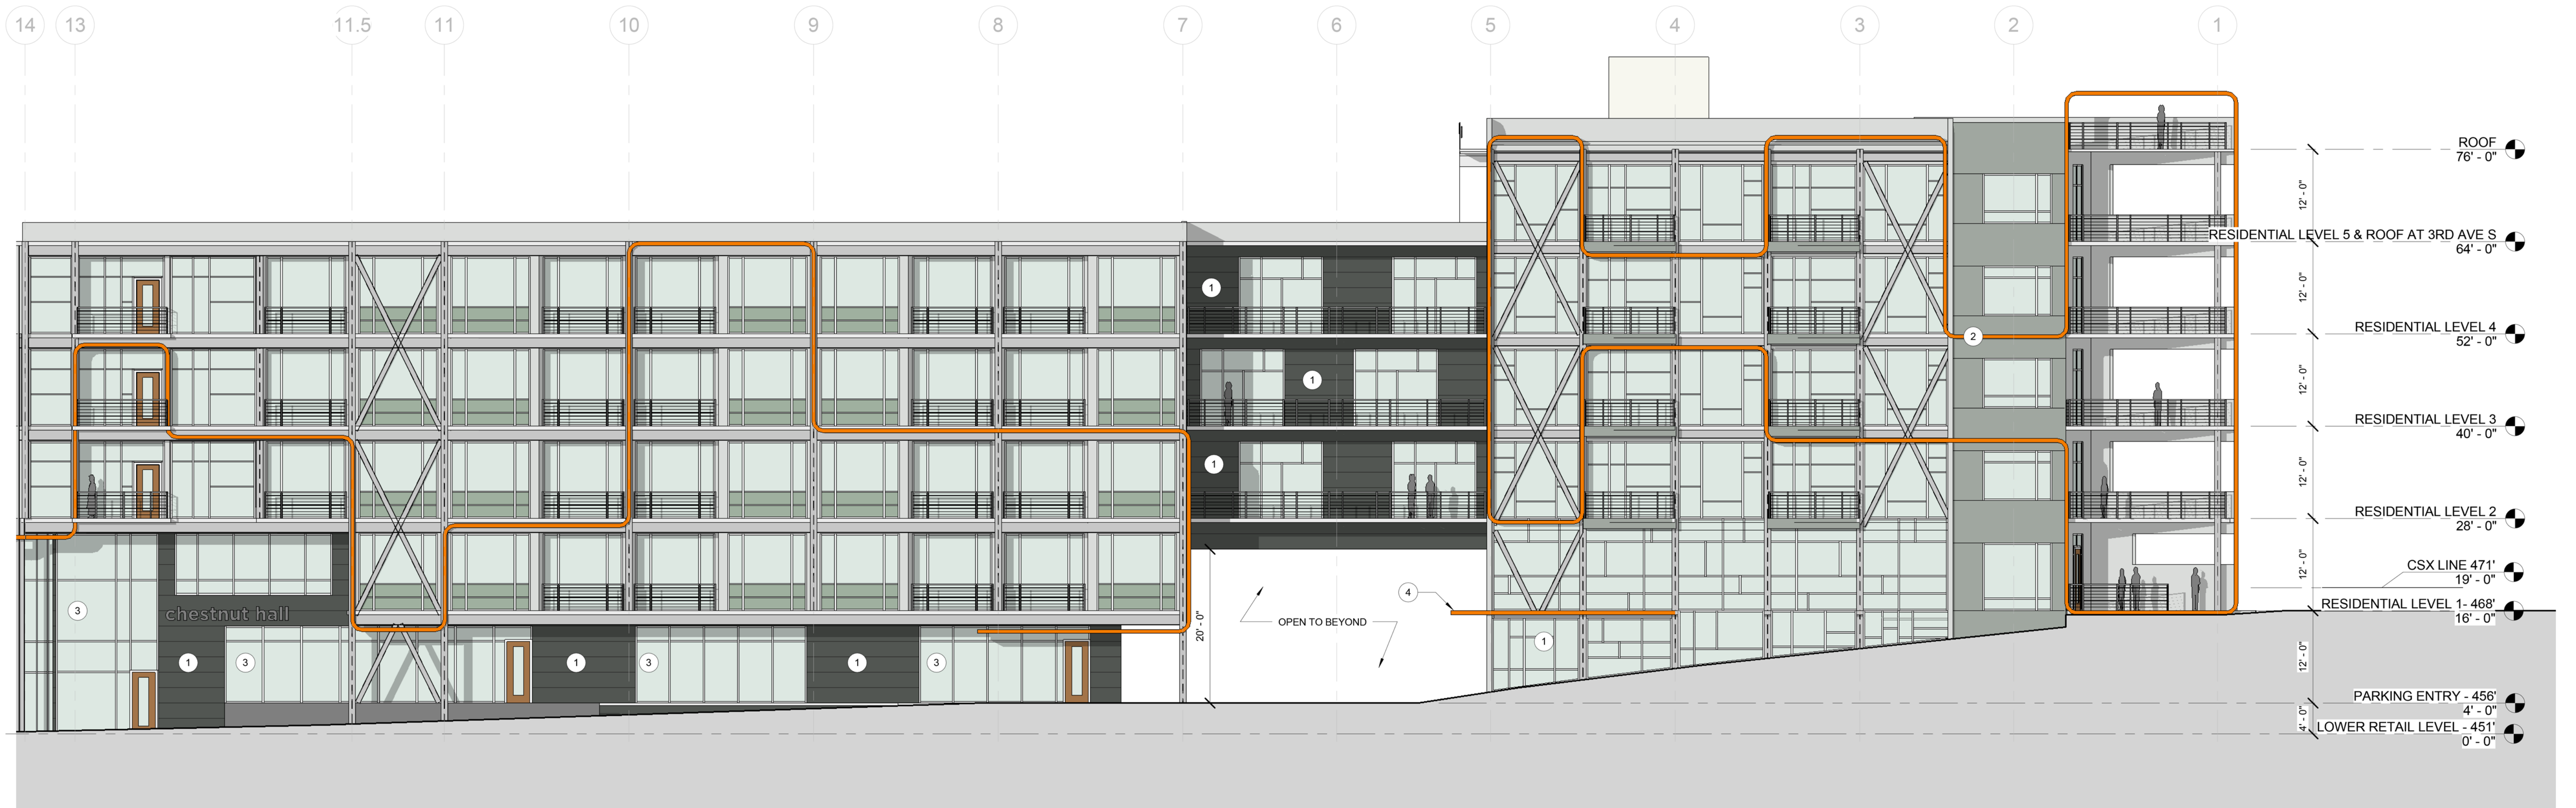 14 13 11.5 11 10 9 8 7 6 5 4 3 2 1
ROOF
76' - 0"
12' - 0"
RESIDENTIAL LEVEL 5 & ROOF AT 3RD AVE S
64' - 0"
1
12' - 0"
RESIDENTIAL LEVEL 4
52' - 0"
2
1
12' - 0"
RESIDENTIAL LEVEL 3
40' - 0"
1
12' - 0"
RESIDENTIAL LEVEL 2
28' - 0"
12' - 0"
CSX LINE 471'
19' - 0"
4
3
chestnut hall
RESIDENTIAL LEVEL 1- 468'
16' - 0"
20' - 0"
OPEN TO BEYOND
1
1
3
1
3
1
3
12' - 0"
PARKING ENTRY - 456'
4' - 0"
4' - 0"
LOWER RETAIL LEVEL - 451'
0' - 0"